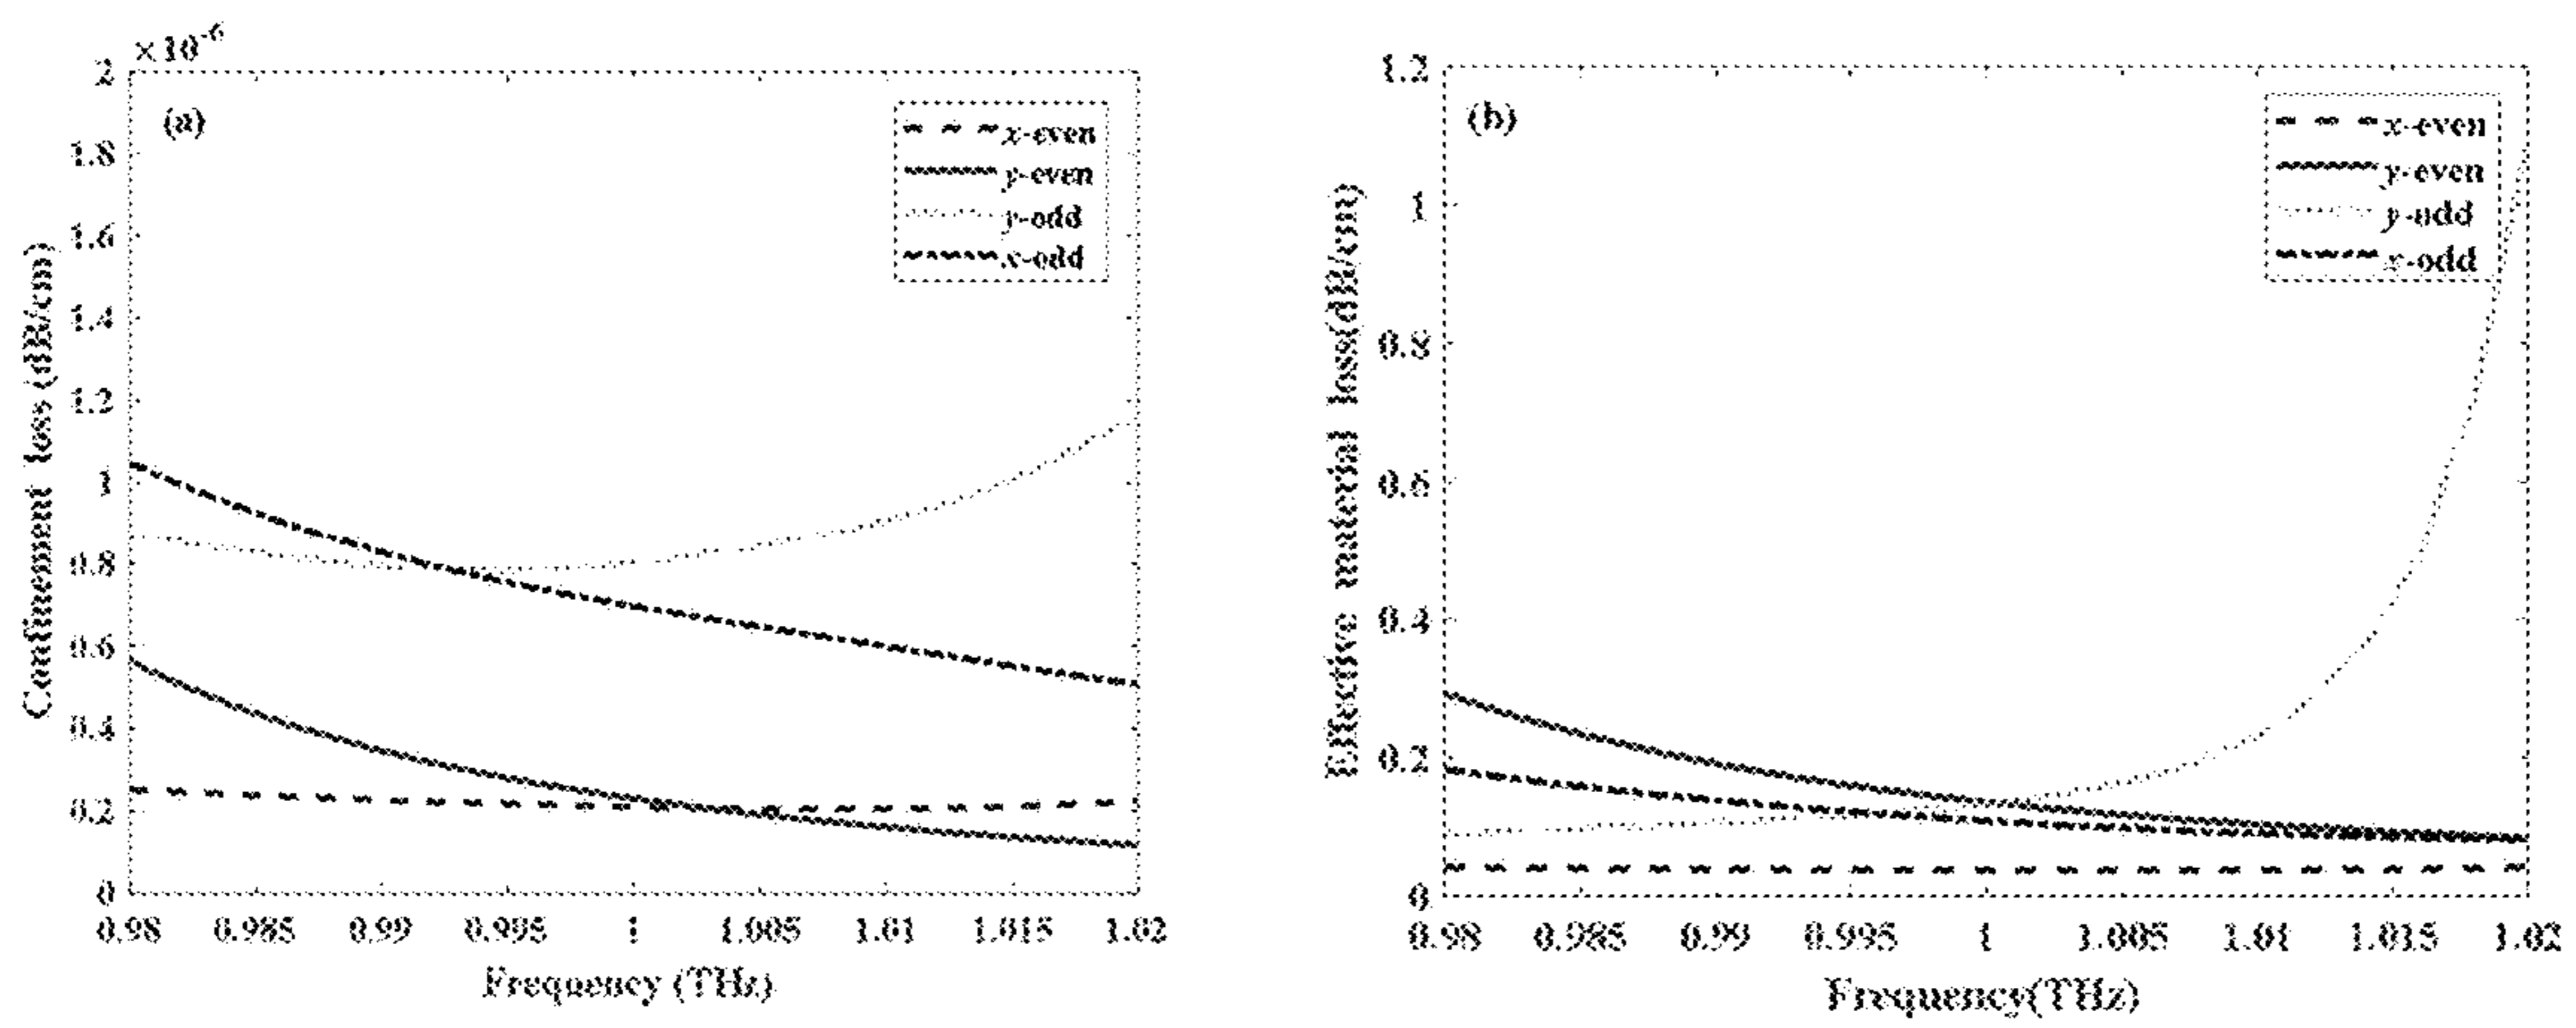 ×10⁻⁶
2
(a)
1.8
1.6
1.4
1.2
1
0.8
0.6
0.4
0.2
0
x-even
y-even
y-odd
x-odd
Confinement loss (dB/cm)
0.98 0.985 0.99 0.995 1 1.005 1.01 1.015 1.02
Frequency (THz)
1.2
(b)
1
0.8
0.6
0.4
0.2
0
x-even
y-even
y-odd
x-odd
Effective material loss(dB/cm)
0.98 0.985 0.99 0.995 1 1.005 1.01 1.015 1.02
Frequency(THz)